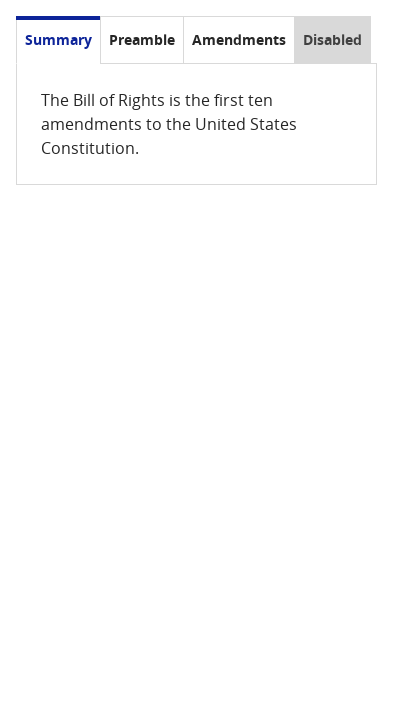 Summary Preamble Amendments Disabled
The Bill of Rights is the first ten
amendments to the United States
Constitution.